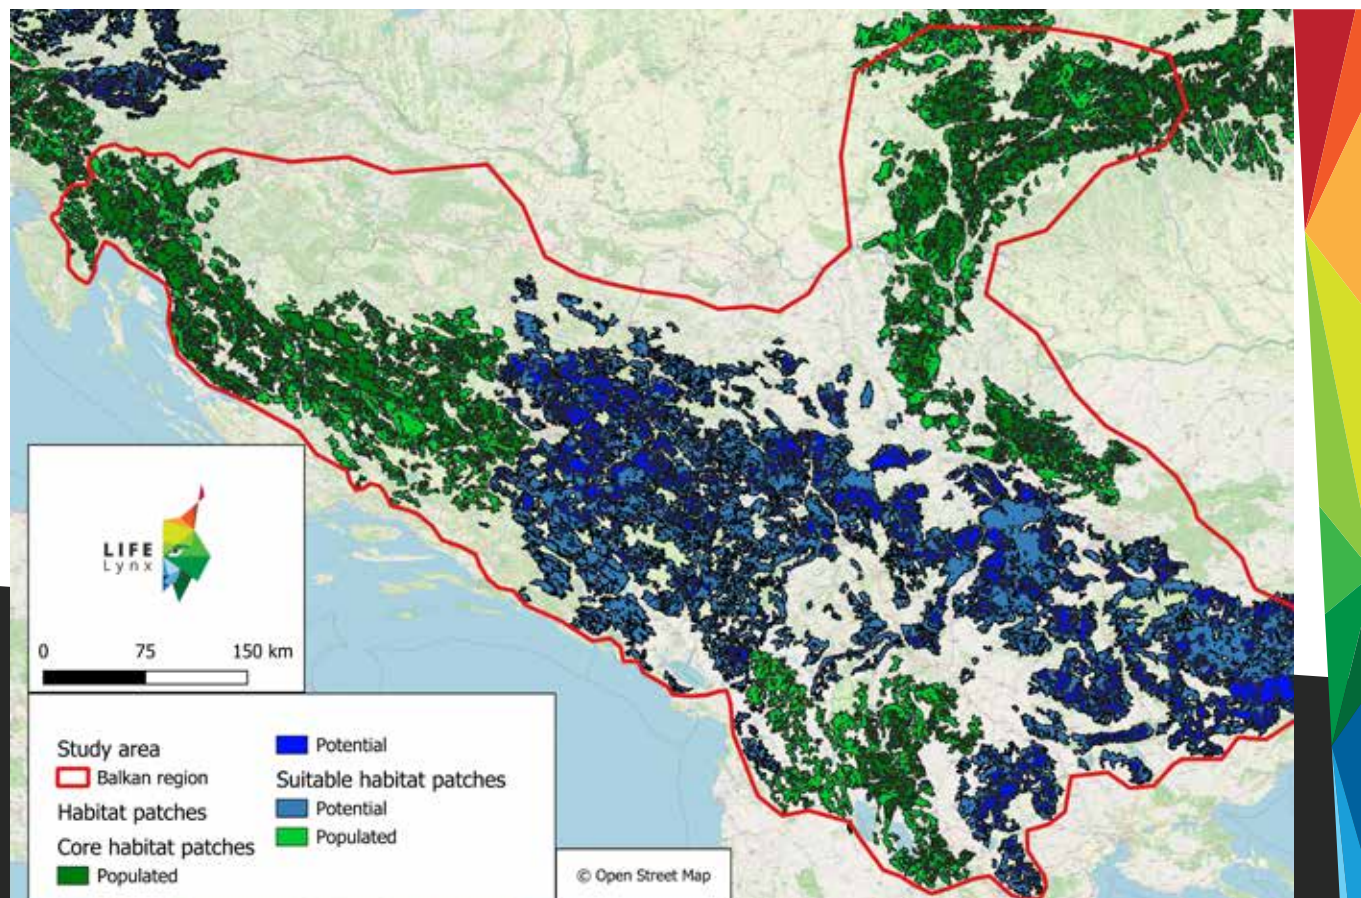 LIFE
Lynx
0 75 150 km
Study area
Balkan region
Habitat patches
Core habitat patches
Populated
Potential
Suitable habitat patches
Potential
Populated
© Open Street Map